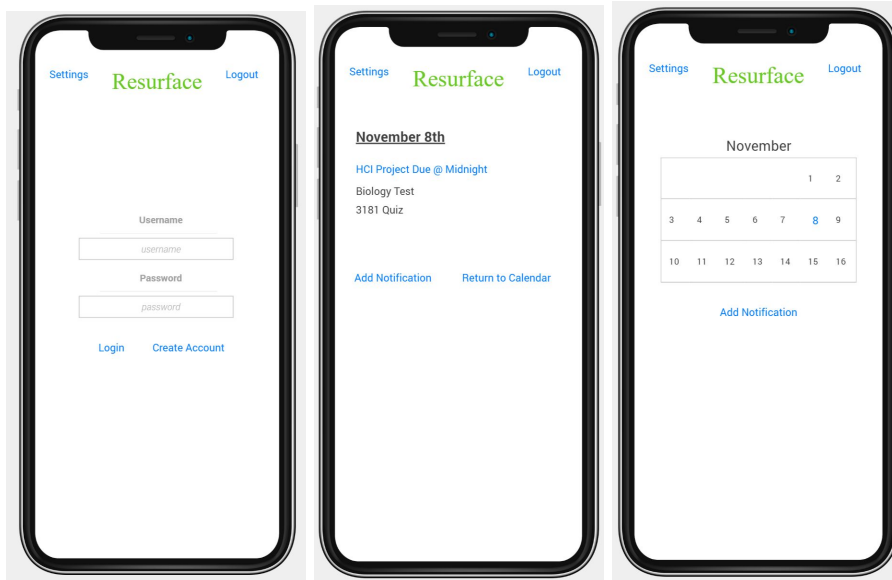 Settings Resurface Logout
Username
username
Password
password
Login Create Account
Settings Resurface Logout
November 8th
HCI Project Due @ Midnight
Biology Test
3181 Quiz
Add Notification Return to Calendar
Settings Resurface Logout
November
1 2
3 4 5 6 7 8 9
10 11 12 13 14 15 16
Add Notification